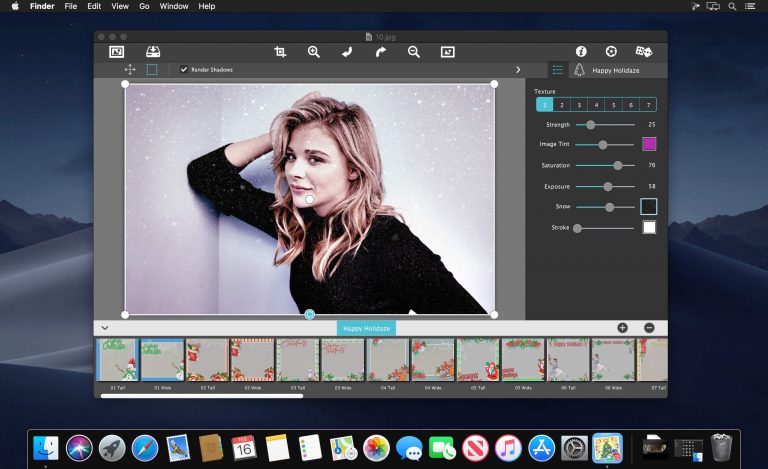 Finder File Edit View Go Window Help
10.jpg
Render Shadows
Happy Holidaze
Texture
1 2 3 4 5 6 7
Strength 25
Image Tint
Saturation 76
Exposure 58
Snow
Stroke
Happy Holidaze
01 Tall 01 Wide 02 Tall 02 Wide 03 Tall 03 Wide 04 Tall 04 Wide 05 Tall 05 Wide 06 Tall 06 Wide 07 Tall
FEB
16